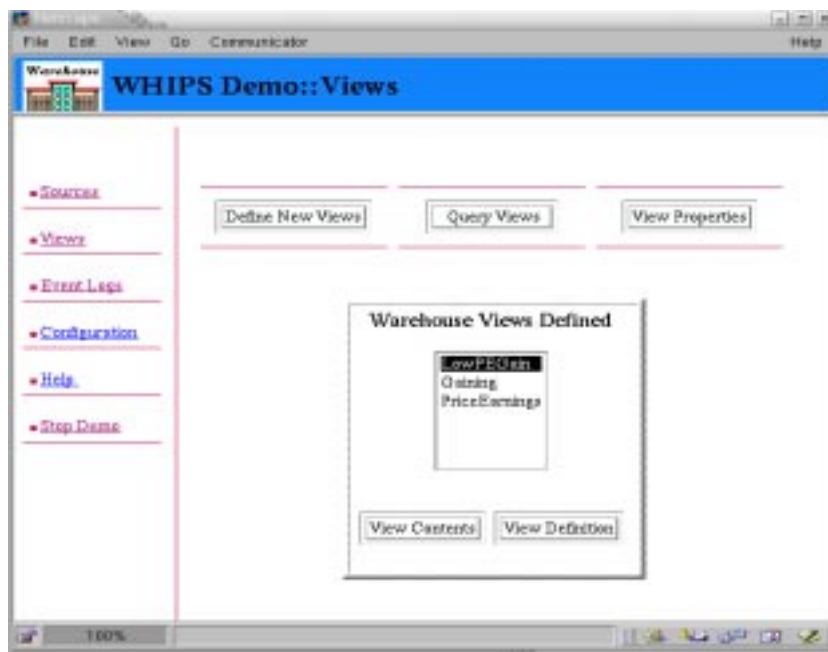 File Edit View Go Communicator Help
Warehouse
WHIPS Demo::Views
Sources
Views
Event Logs
Configuration
Help
Stop Demo
Define New Views Query Views View Properties
Warehouse Views Defined
LowPEGain
Gaining
PriceEarnings
View Contents View Definition
100%